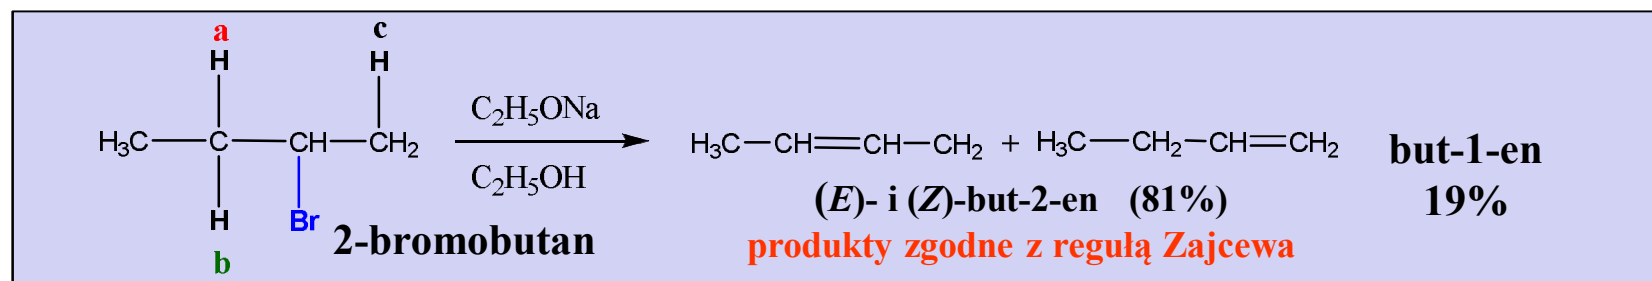 a c
H H
C₂H₅ONa
H₃C C CH CH₂ H₃C CH CH CH₂ + H₃C CH₂ CH CH₂ but-1-en
C₂H₅OH
H Br 2-bromobutan (E)- i (Z)-but-2-en (81%) 19%
b produkty zgodne z regułą Zajcewa